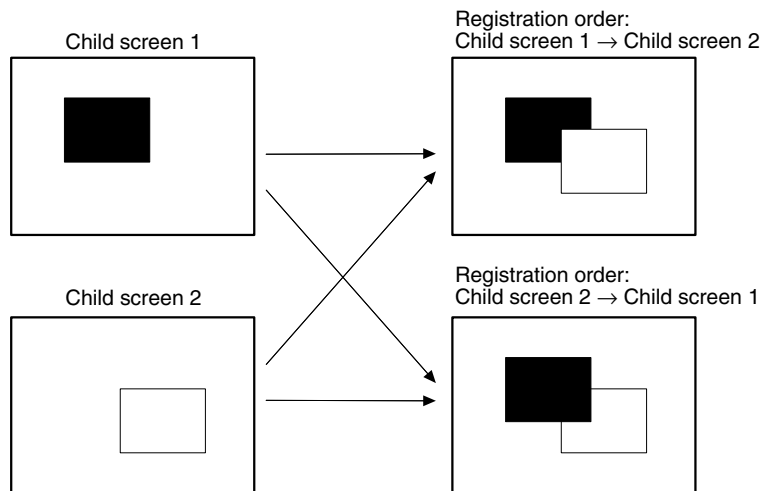 Child screen 1
Registration order:
Child screen 1 → Child screen 2
Child screen 2
Registration order:
Child screen 2 → Child screen 1